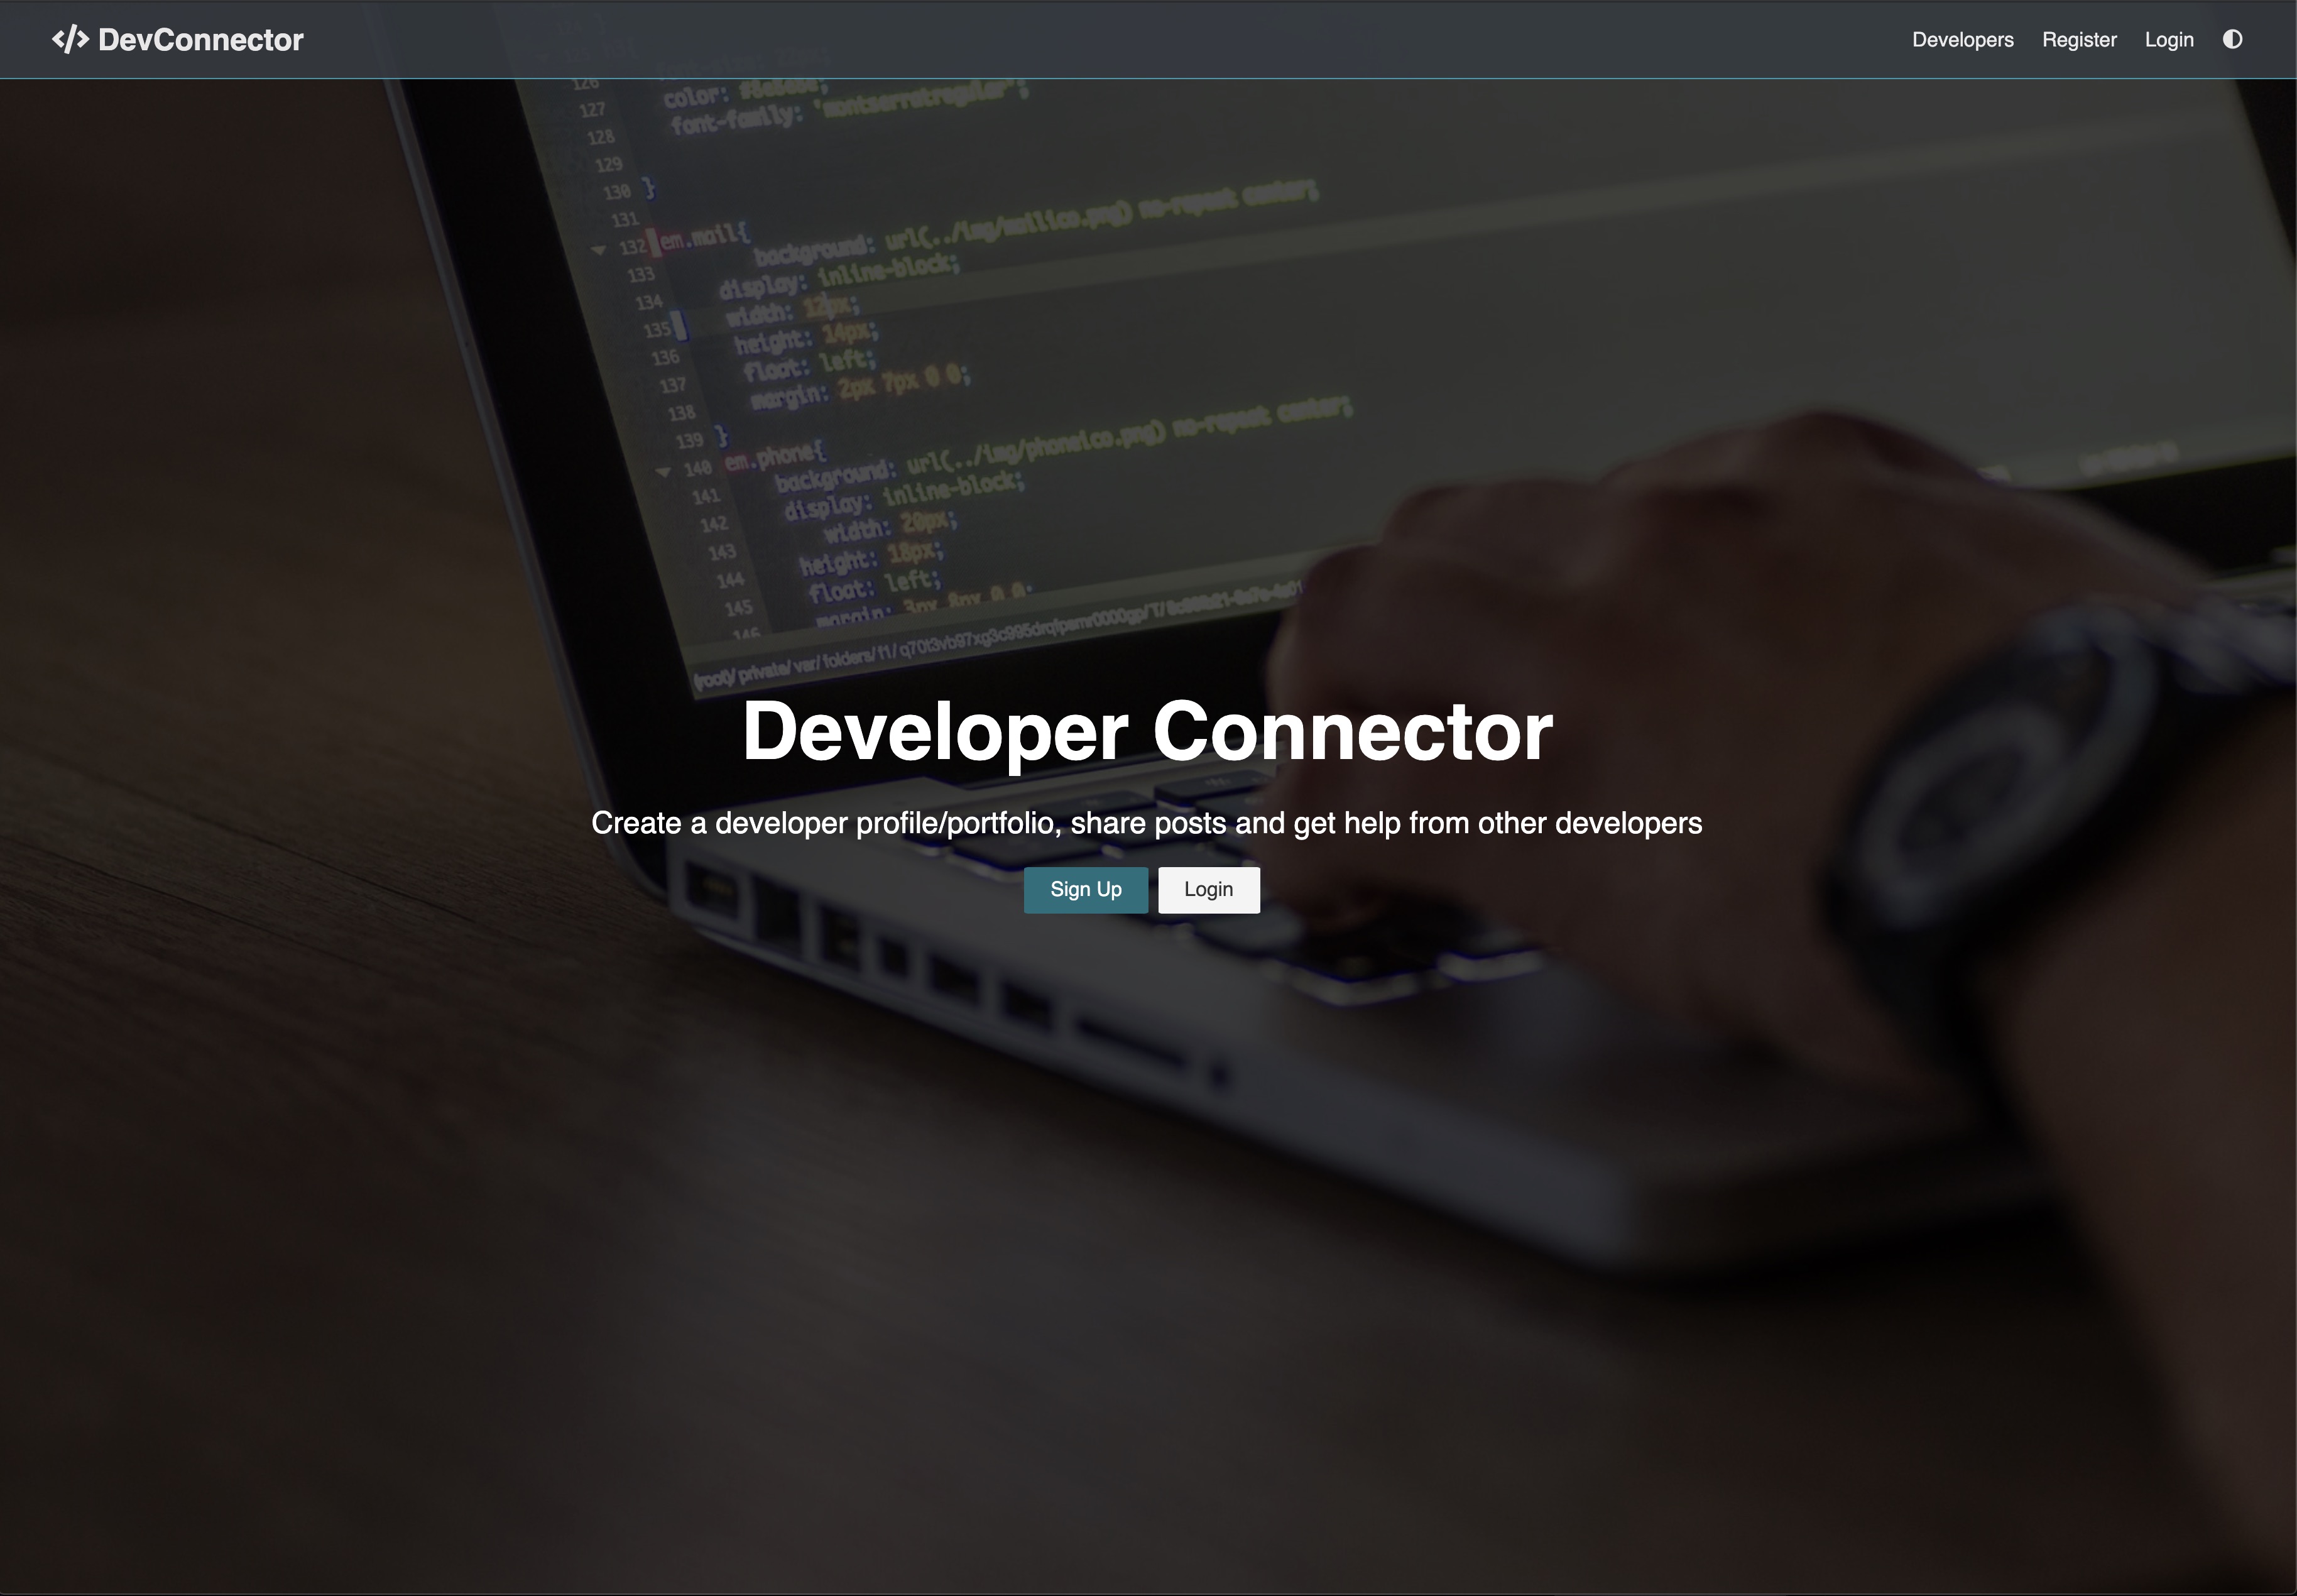 </> DevConnector
Developers Register Login
126
color: #8e8e8e;
127
font-family: 'montserratregular';
128
129
130 }
131
132 em.mail{
background: url(../img/mailico.png) no-repeat center;
133
display: inline-block;
134
width: 12px;
135
height: 14px;
136
float: left;
137
margin: 2px 7px 0 0;
138
139 }
140 em.phone{
background: url(../img/phoneico.png) no-repeat center;
141
display: inline-block;
142
width: 20px;
143
height: 18px;
144
float: left;
145
margin: 3px 8px 0 0;
146
(root)/ private/ var/ folders/ f1/
Developer Connector
Create a developer profile/portfolio, share posts and get help from other developers
Sign Up Login